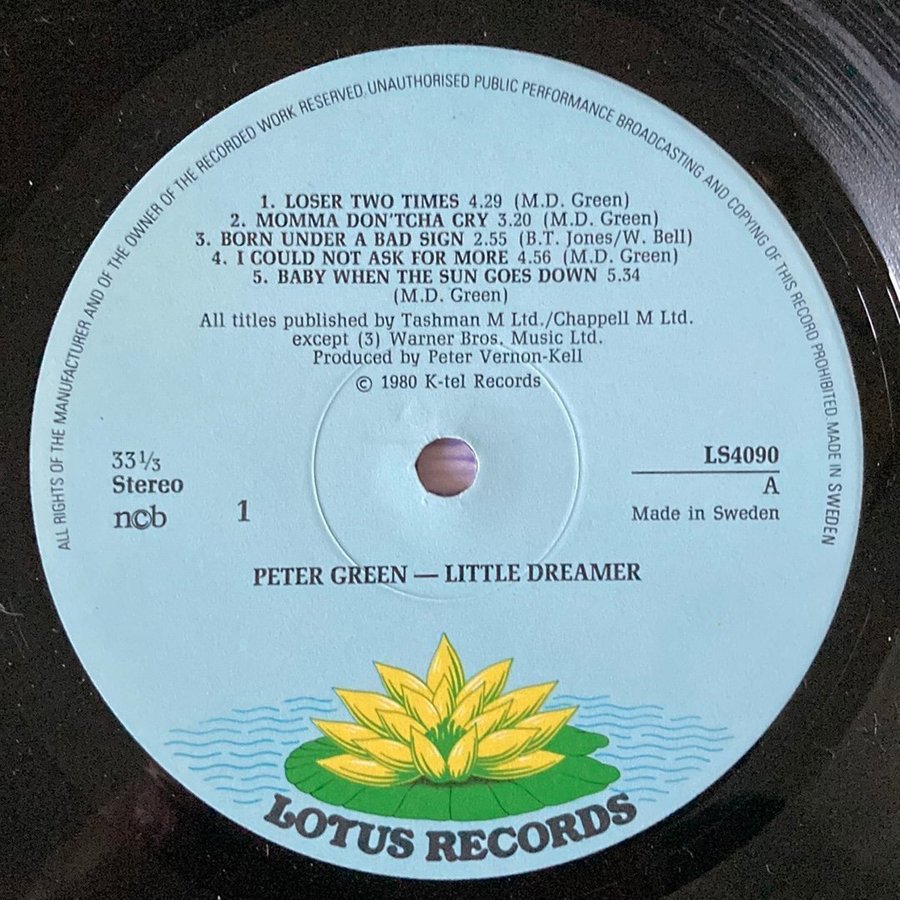 ALL RIGHTS OF THE MANUFACTURER AND OF THE OWNER OF THE RECORDED WORK RESERVED. UNAUTHORISED PUBLIC PERFORMANCE BROADCASTING AND COPYING OF THIS RECORD PROHIBITED. MADE IN SWEDEN
1. LOSER TWO TIMES 4.29 (M.D. Green)
2. MOMMA DON'TCHA CRY 3.20 (M.D. Green)
3. BORN UNDER A BAD SIGN 2.55 (B.T. Jones/W. Bell)
4. I COULD NOT ASK FOR MORE 4.56 (M.D. Green)
5. BABY WHEN THE SUN GOES DOWN 5.34
(M.D. Green)
All titles published by Tashman M Ltd./Chappell M Ltd.
except (3) Warner Bros. Music Ltd.
Produced by Peter Vernon-Kell
© 1980 K-tel Records
33 1/3
Stereo
ncb
1
LS4090
A
Made in Sweden
PETER GREEN — LITTLE DREAMER
LOTUS RECORDS